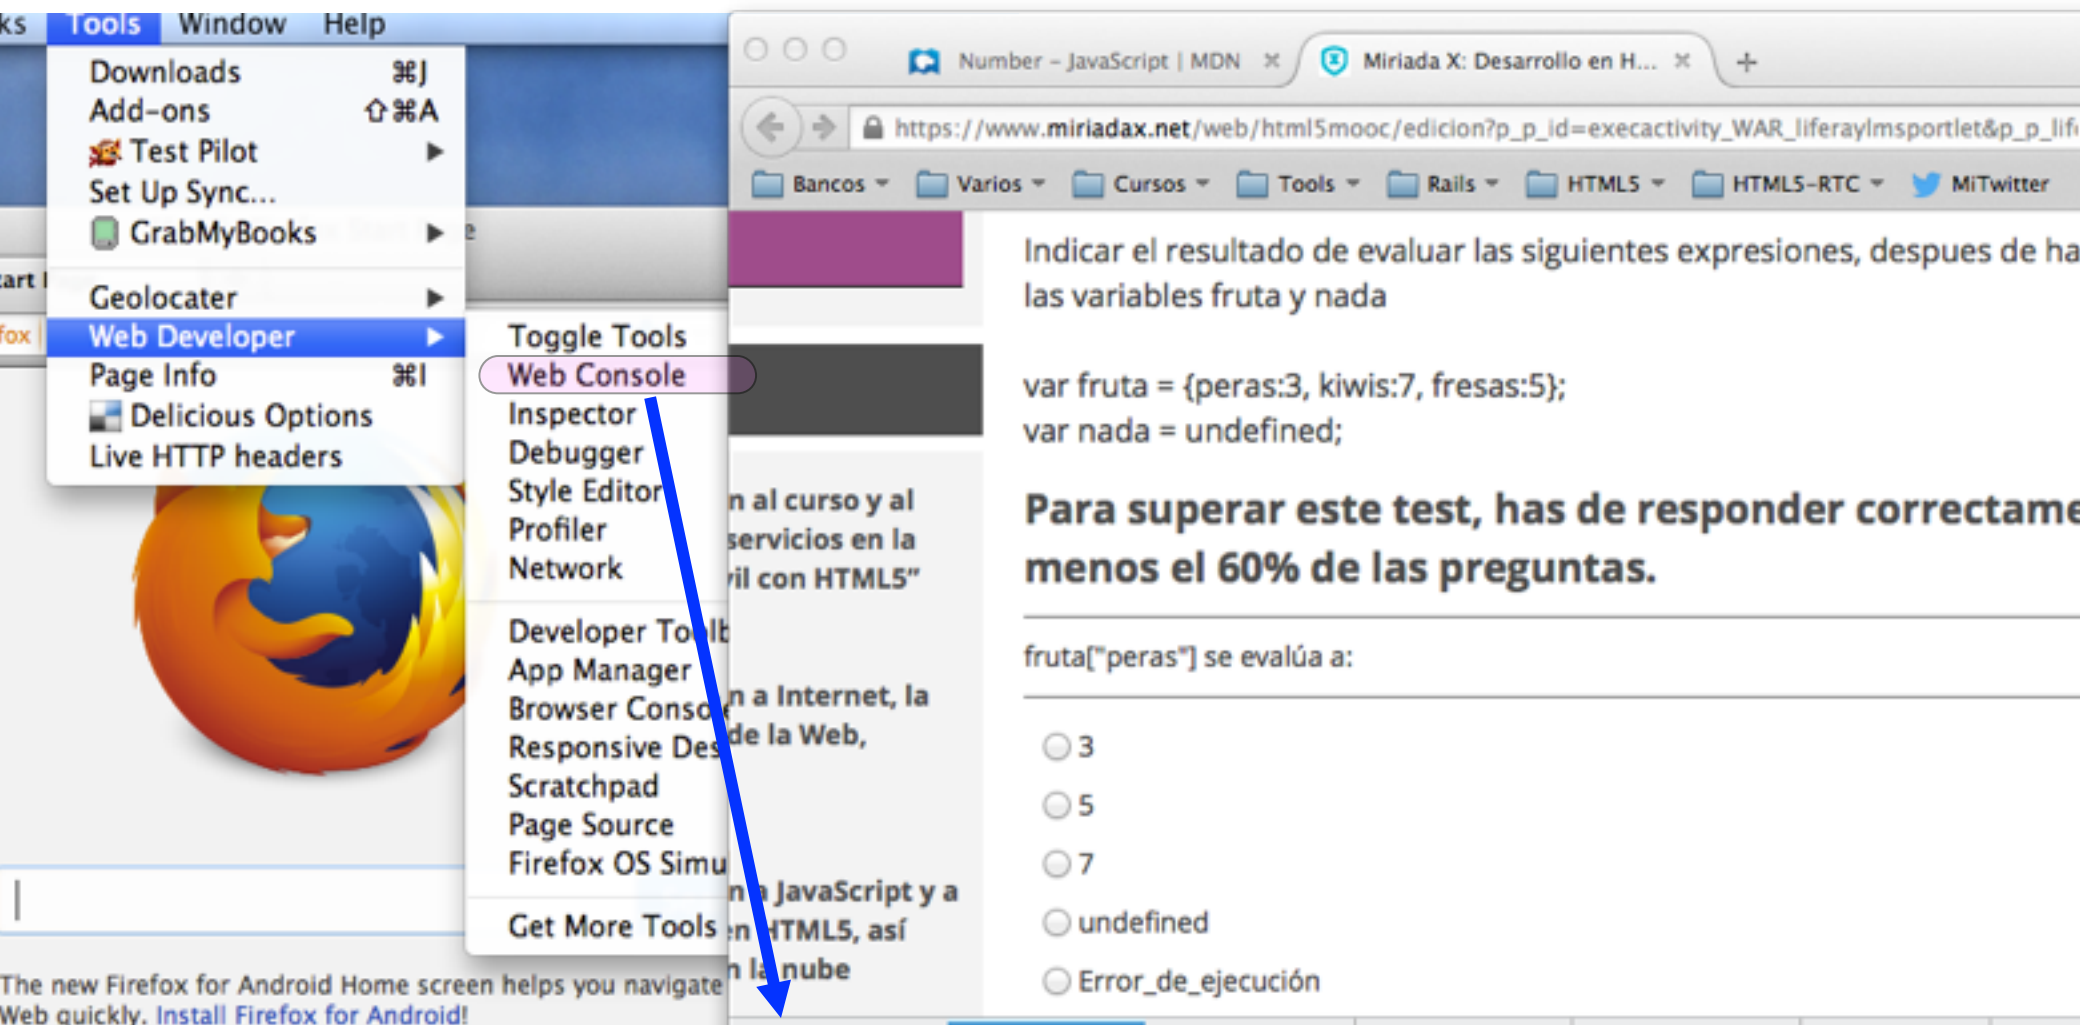 ks Tools Window Help
Downloads ⌘J
Add-ons ⇧⌘A
Test Pilot
Set Up Sync...
GrabMyBooks
Geolocater
Web Developer
Page Info ⌘I
Delicious Options
Live HTTP headers
Toggle Tools
Web Console
Inspector
Debugger
Style Editor
Profiler
Network
Developer Toolb
App Manager
Browser Conso
Responsive Des
Scratchpad
Page Source
Firefox OS Simu
Get More Tools
The new Firefox for Android Home screen helps you navigate
Web quickly. Install Firefox for Android!
Number - JavaScript | MDN
Miriada X: Desarrollo en H...
https://www.miriadax.net/web/html5mooc/edicion?p_p_id=execactivity_WAR_liferaylmsportlet&p_p_lif
Bancos Varios Cursos Tools Rails HTML5 HTML5-RTC MiTwitter
n al curso y al
servicios en la
vil con HTML5”
n a Internet, la
de la Web,
n a JavaScript y a
en HTML5, así
n la nube
Indicar el resultado de evaluar las siguientes expresiones, despues de ha
las variables fruta y nada
var fruta = {peras:3, kiwis:7, fresas:5};
var nada = undefined;
Para superar este test, has de responder correctame
menos el 60% de las preguntas.
fruta["peras"] se evalúa a:
3
5
7
undefined
Error_de_ejecución